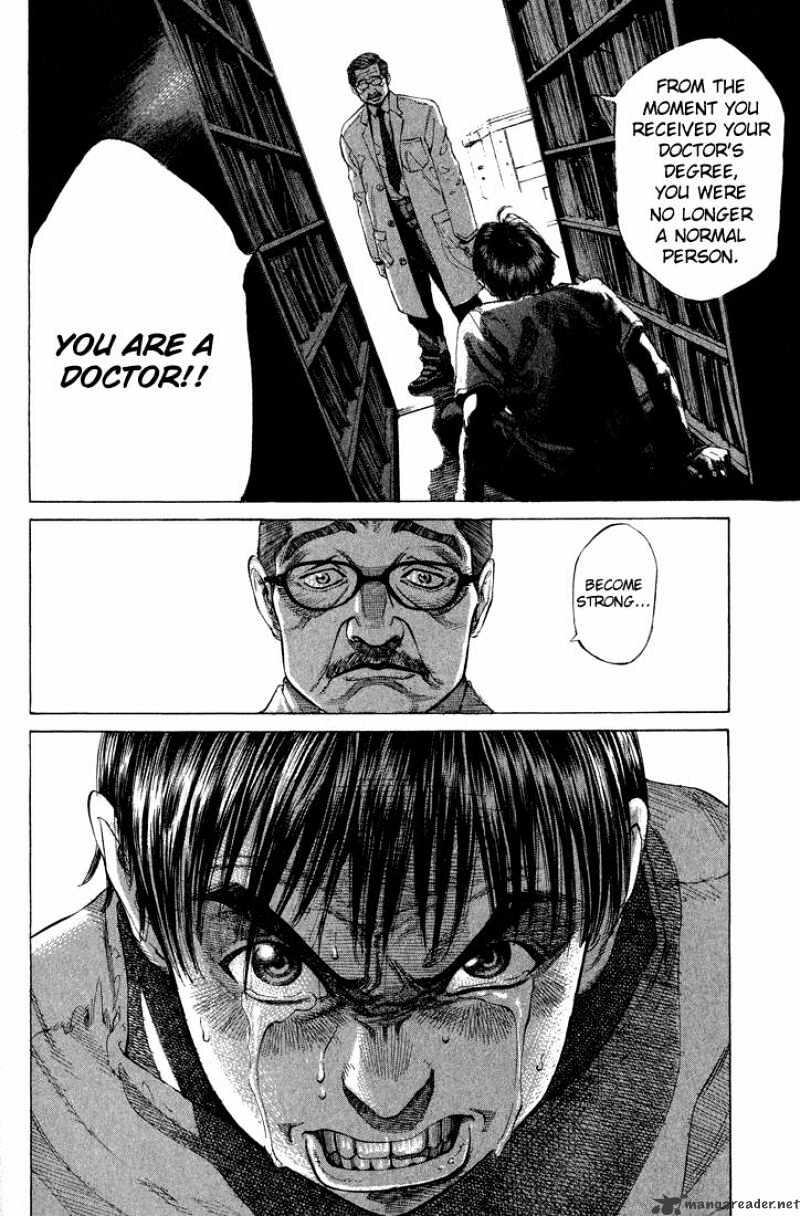 FROM THE
MOMENT YOU
RECEIVED YOUR
DOCTOR'S
DEGREE,
YOU WERE
NO LONGER
A NORMAL
PERSON.
YOU ARE A
DOCTOR!!
BECOME
STRONG...
mangareader.net